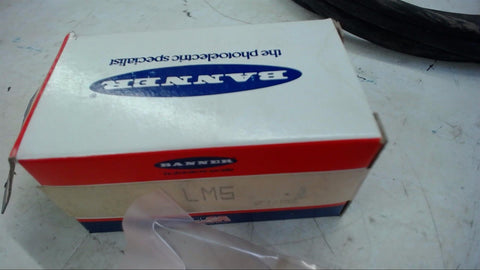 BANNER
the photoelectric specialist
BANNER
LM5